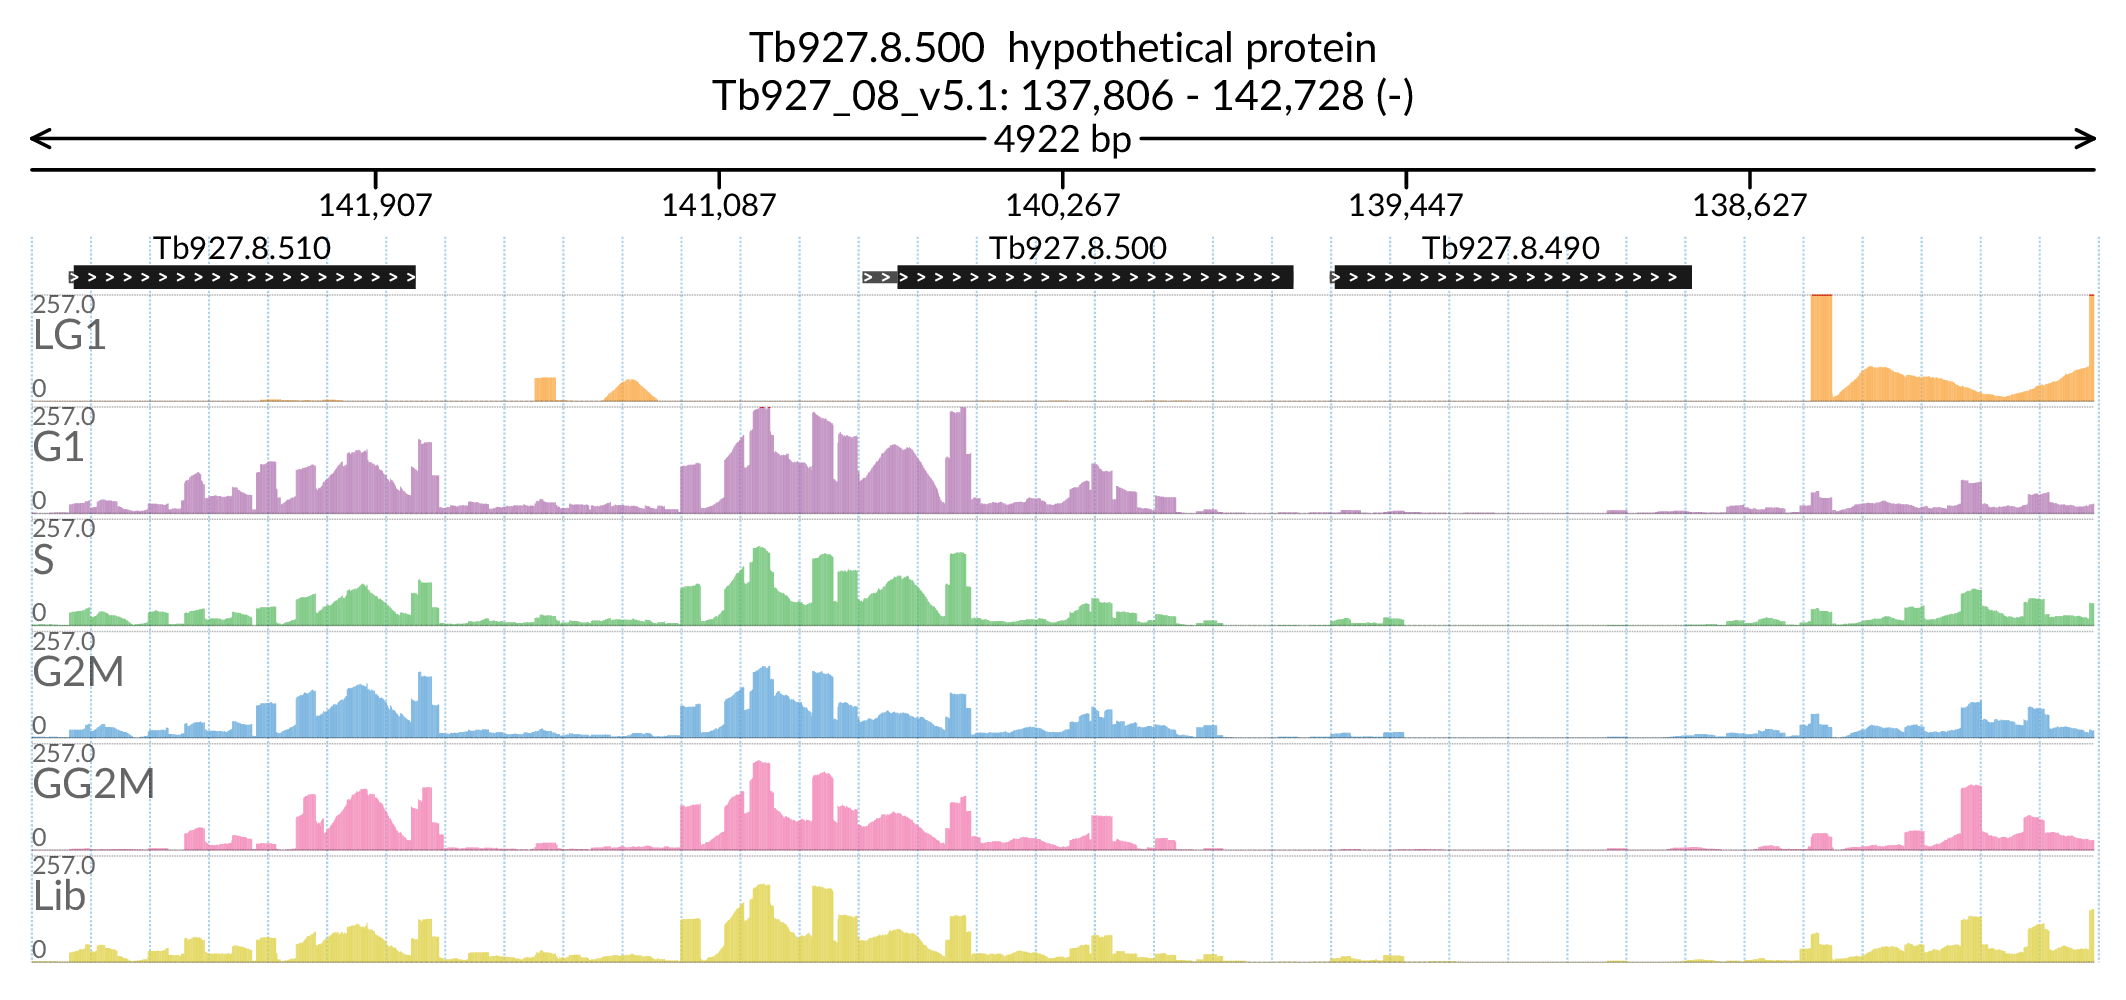 Tb927.8.500 hypothetical protein
Tb927_08_v5.1: 137,806 - 142,728 (-)
4922 bp
141,907 141,087 140,267 139,447 138,627
Tb927.8.510 Tb927.8.500 Tb927.8.490
257.0
LG1
0
257.0
G1
0
257.0
S
0
257.0
G2M
0
257.0
GG2M
0
257.0
Lib
0